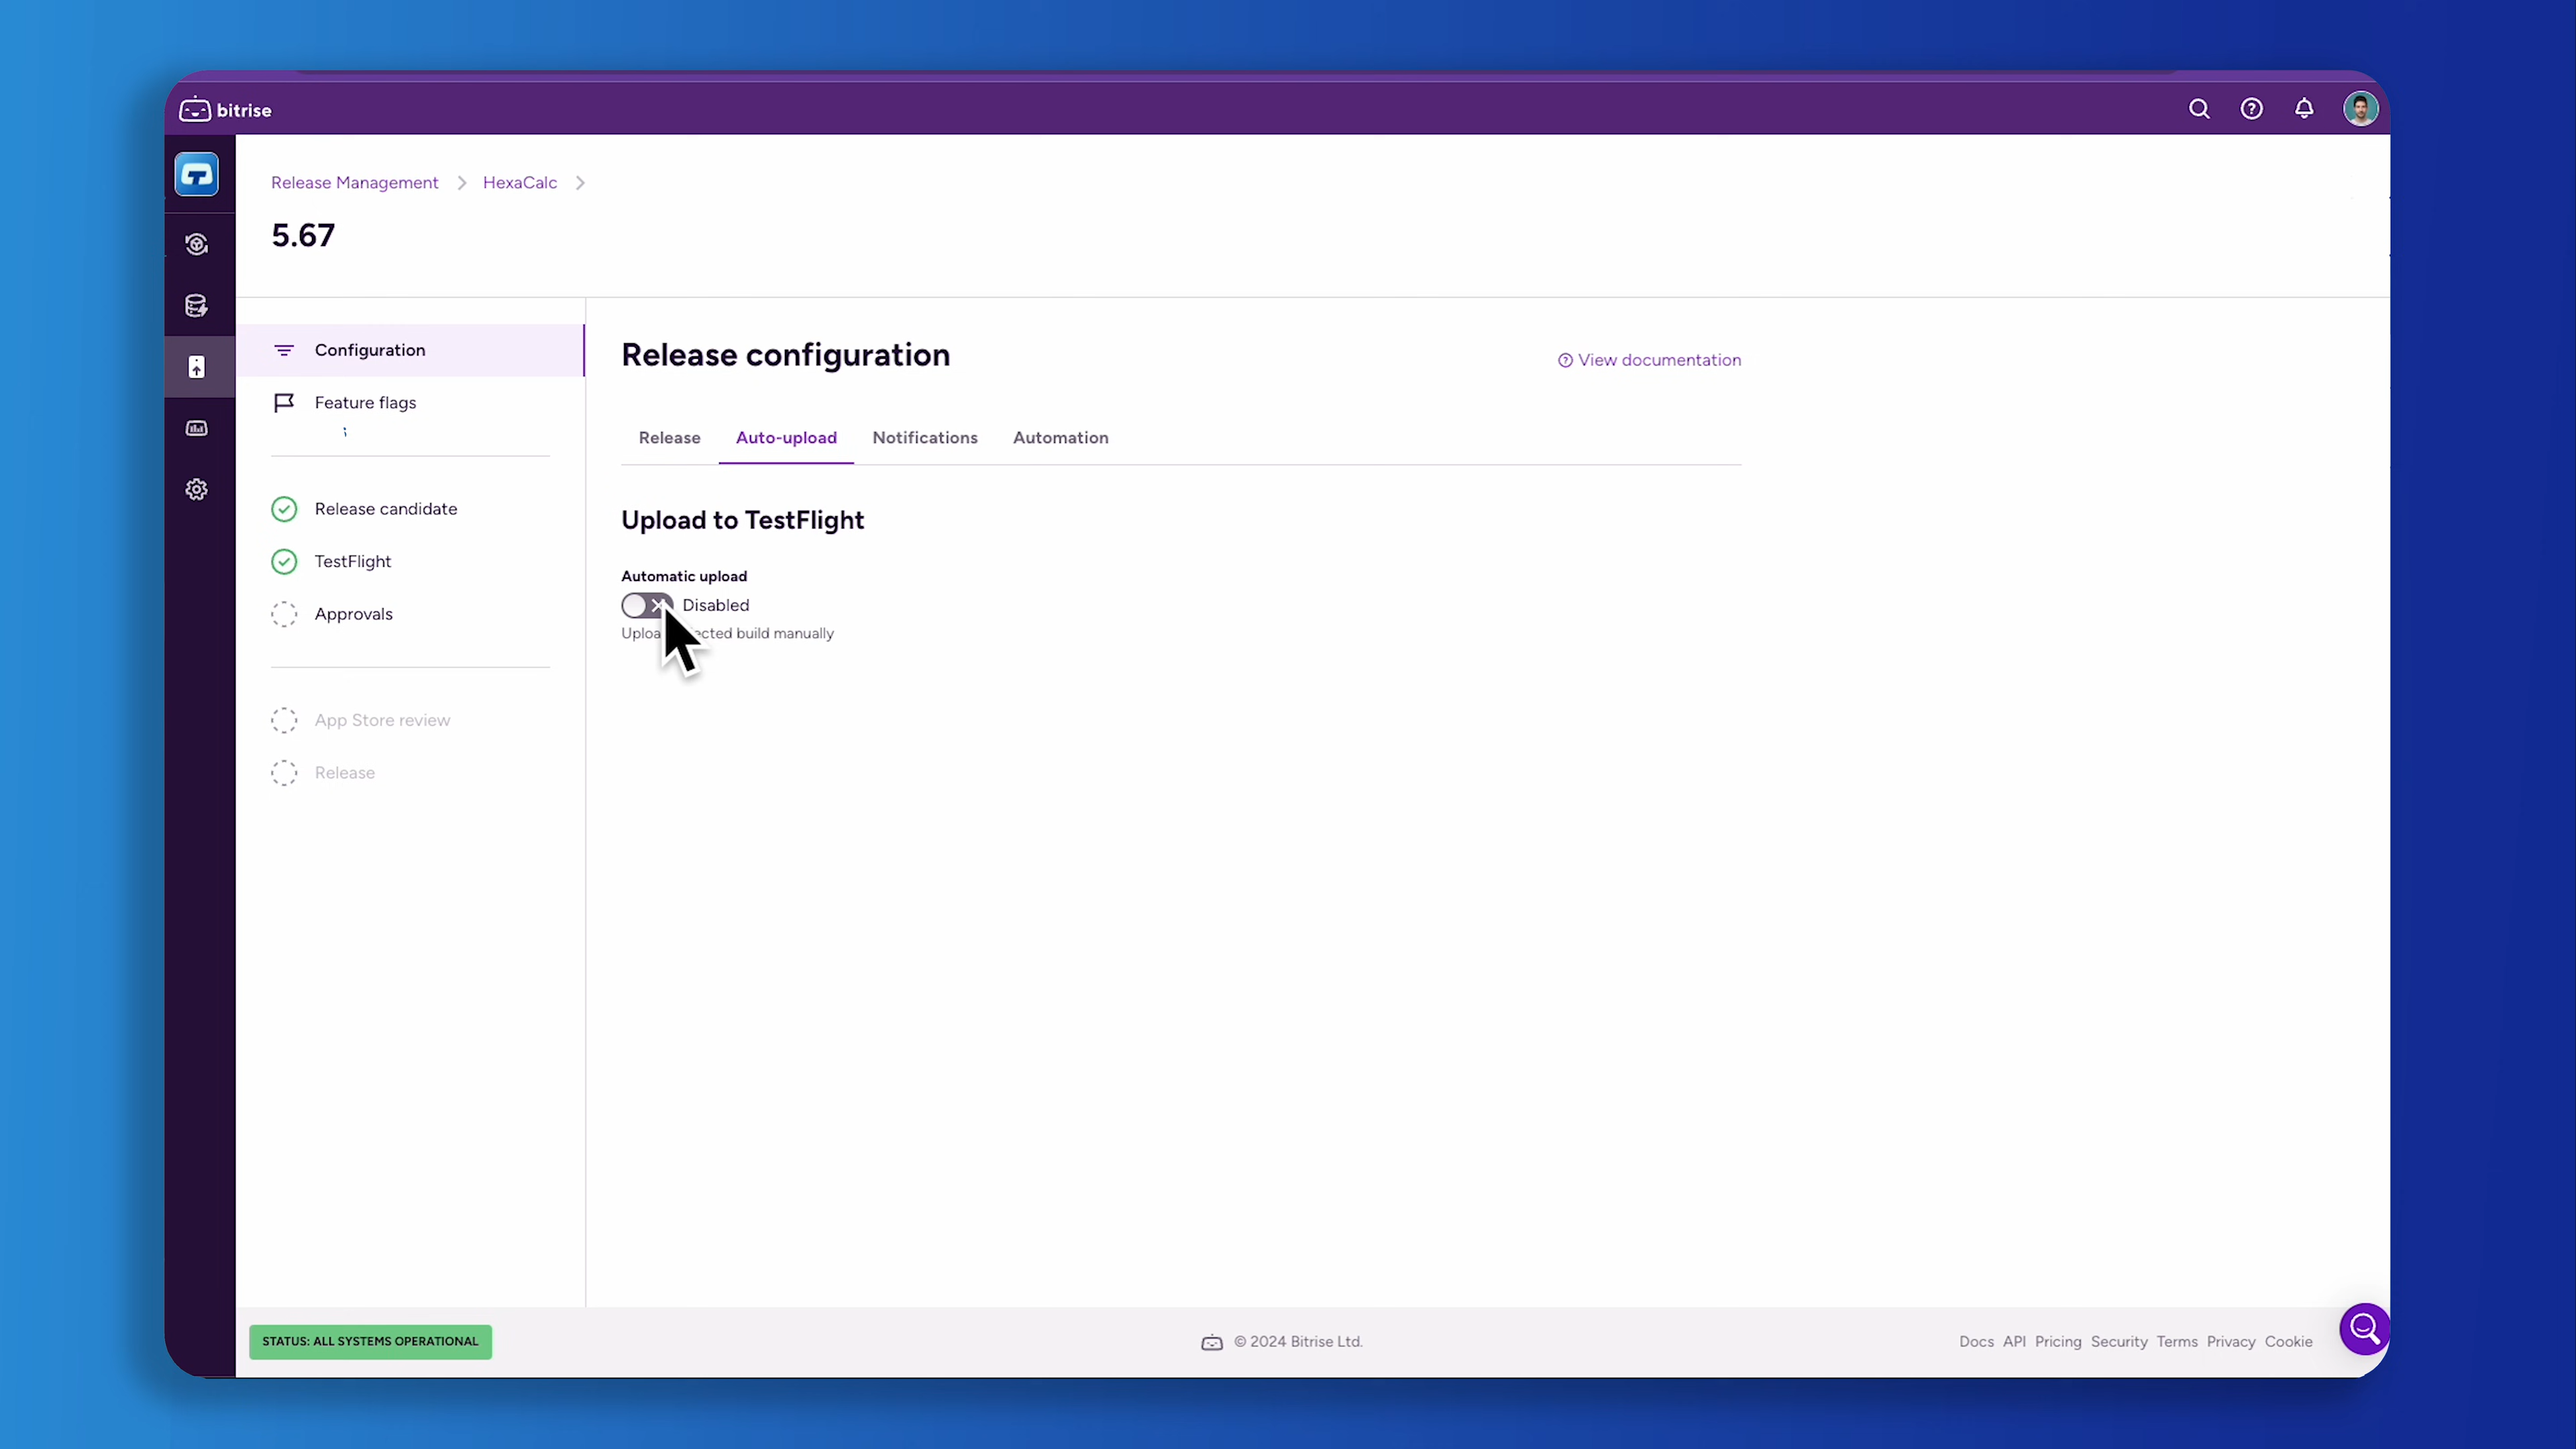 bitrise
Release Management HexaCalc
5.67
Configuration
Feature flags
Release candidate
TestFlight
Approvals
App Store review
Release
Release configuration
View documentation
Release Auto-upload Notifications Automation
Upload to TestFlight
Automatic upload
Disabled
build manually
STATUS: ALL SYSTEMS OPERATIONAL
© 2024 Bitrise Ltd.
Docs API Pricing Security Terms Privacy Cookie